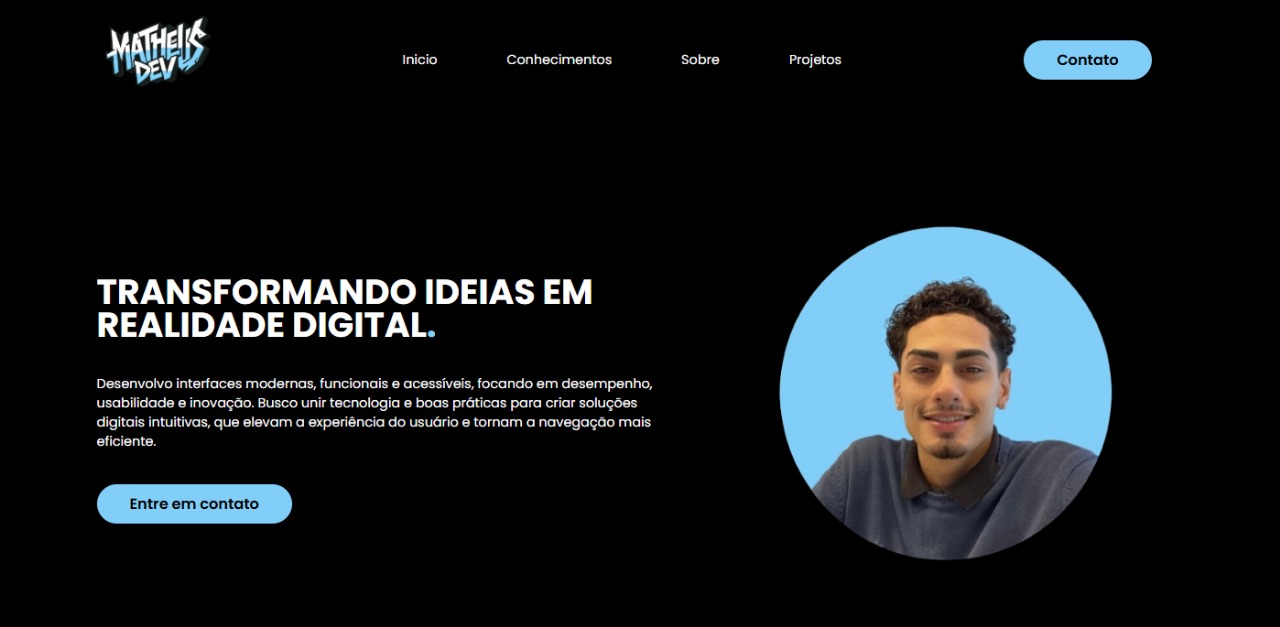 MATHEUS
DEV
Inicio
Conhecimentos
Sobre
Projetos
Contato
TRANSFORMANDO IDEIAS EM
REALIDADE DIGITAL.
Desenvolvo interfaces modernas, funcionais e acessíveis, focando em desempenho,
usabilidade e inovação. Busco unir tecnologia e boas práticas para criar soluções
digitais intuitivas, que elevam a experiência do usuário e tornam a navegação mais
eficiente.
Entre em contato